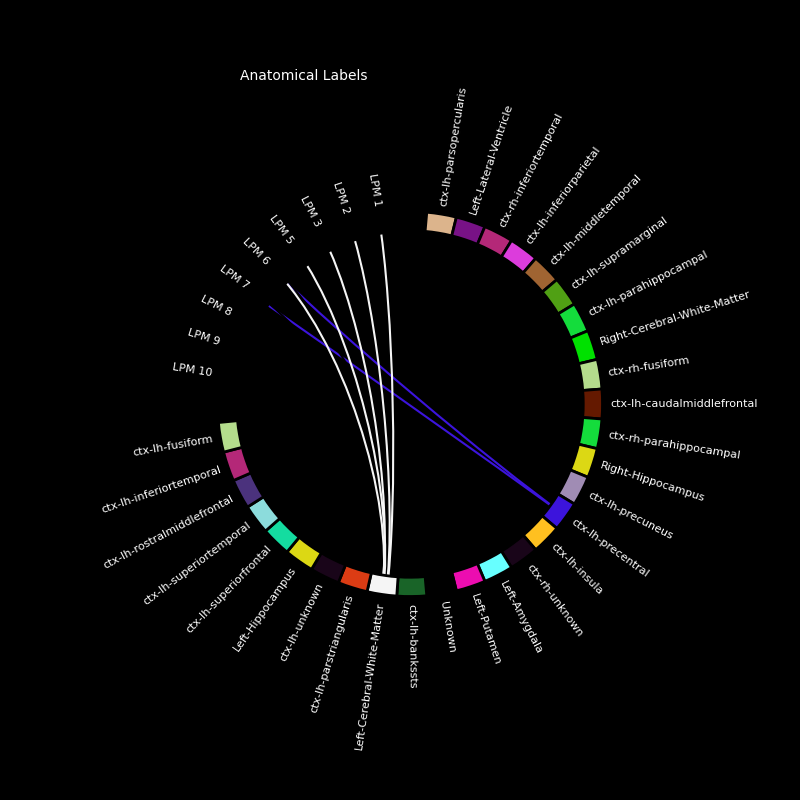 Anatomical Labels
ctx-lh-parsopercularis
Left-Lateral-Ventricle
ctx-rh-inferiortemporal
ctx-lh-inferiorparietal
ctx-lh-middletemporal
ctx-lh-supramarginal
ctx-lh-parahippocampal
Right-Cerebral-White-Matter
ctx-rh-fusiform
ctx-lh-caudalmiddlefrontal
ctx-rh-parahippocampal
Right-Hippocampus
ctx-lh-precuneus
ctx-lh-precentral
ctx-lh-insula
ctx-rh-unknown
Left-Amygdala
Left-Putamen
Unknown
ctx-lh-bankssts
Left-Cerebral-White-Matter
ctx-lh-parstriangularis
ctx-lh-unknown
Left-Hippocampus
ctx-lh-superiorfrontal
ctx-lh-superiortemporal
ctx-lh-rostralmiddlefrontal
ctx-lh-inferiortemporal
ctx-lh-fusiform
LPM 10
LPM 9
LPM 8
LPM 7
LPM 6
LPM 5
LPM 3
LPM 2
LPM 1